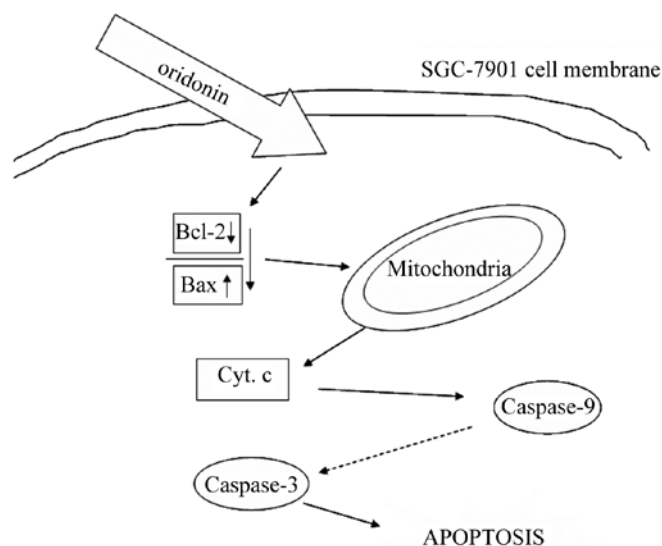 oridonin
SGC-7901 cell membrane
Bcl-2↓
Bax ↑
Mitochondria
Cyt. c
Caspase-9
Caspase-3
APOPTOSIS